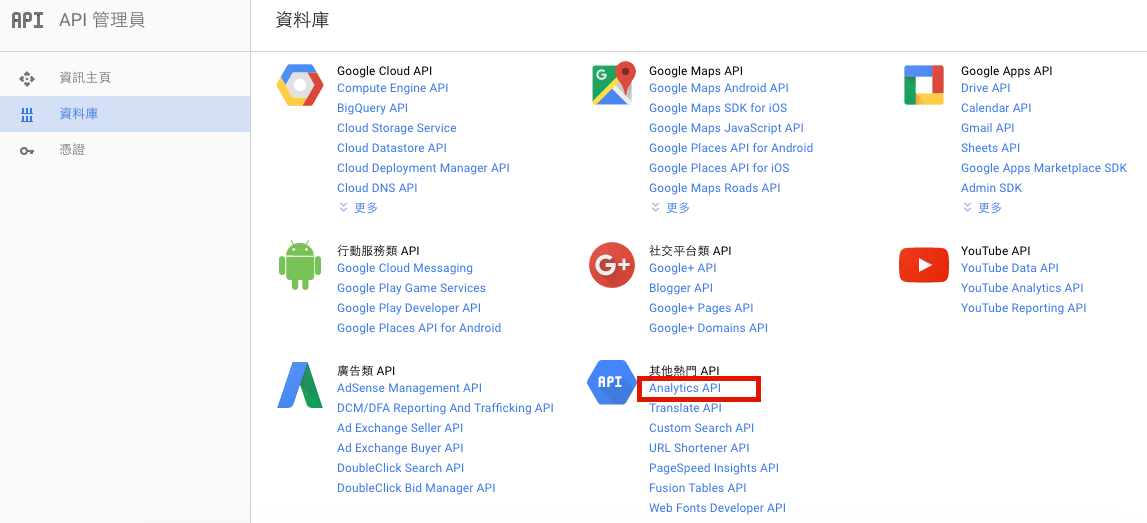 API API 管理員
資料庫
資訊主頁
資料庫
憑證
Google Cloud API
Compute Engine API
BigQuery API
Cloud Storage Service
Cloud Datastore API
Cloud Deployment Manager API
Cloud DNS API
更多
G
Google Maps API
Google Maps Android API
Google Maps SDK for iOS
Google Maps JavaScript API
Google Places API for Android
Google Places API for iOS
Google Maps Roads API
更多
Google Apps API
Drive API
Calendar API
Gmail API
Sheets API
Google Apps Marketplace SDK
Admin SDK
更多
行動服務類 API
Google Cloud Messaging
Google Play Game Services
Google Play Developer API
Google Places API for Android
G+
社交平台類 API
Google+ API
Blogger API
Google+ Pages API
Google+ Domains API
YouTube API
YouTube Data API
YouTube Analytics API
YouTube Reporting API
廣告類 API
AdSense Management API
DCM/DFA Reporting And Trafficking API
Ad Exchange Seller API
Ad Exchange Buyer API
DoubleClick Search API
DoubleClick Bid Manager API
API
其他熱門 API
Analytics API
Translate API
Custom Search API
URL Shortener API
PageSpeed Insights API
Fusion Tables API
Web Fonts Developer API